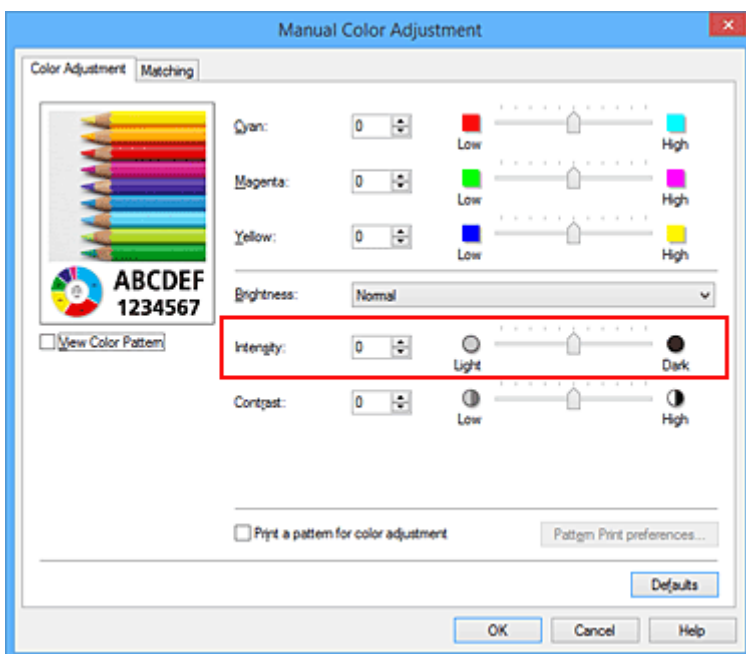 Manual Color Adjustment
Color Adjustment
Matching
Cyan:
0
Low
High
Magenta:
0
Low
High
Yellow:
0
Low
High
ABCDEF
1234567
View Color Pattern
Brightness:
Normal
Intensity:
0
Light
Dark
Contrast:
0
Low
High
Print a pattern for color adjustment
Pattern Print preferences...
Defaults
OK
Cancel
Help